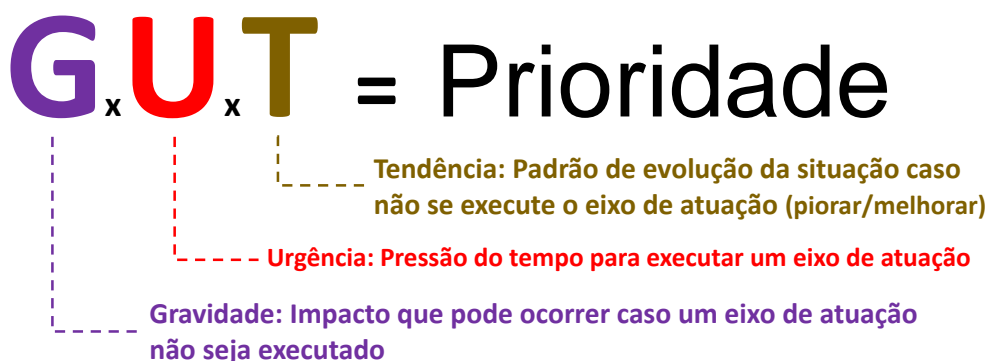 GxUxT = Prioridade
Tendência: Padrão de evolução da situação caso
não se execute o eixo de atuação (piorar/melhorar)
Urgência: Pressão do tempo para executar um eixo de atuação
Gravidade: Impacto que pode ocorrer caso um eixo de atuação
não seja executado